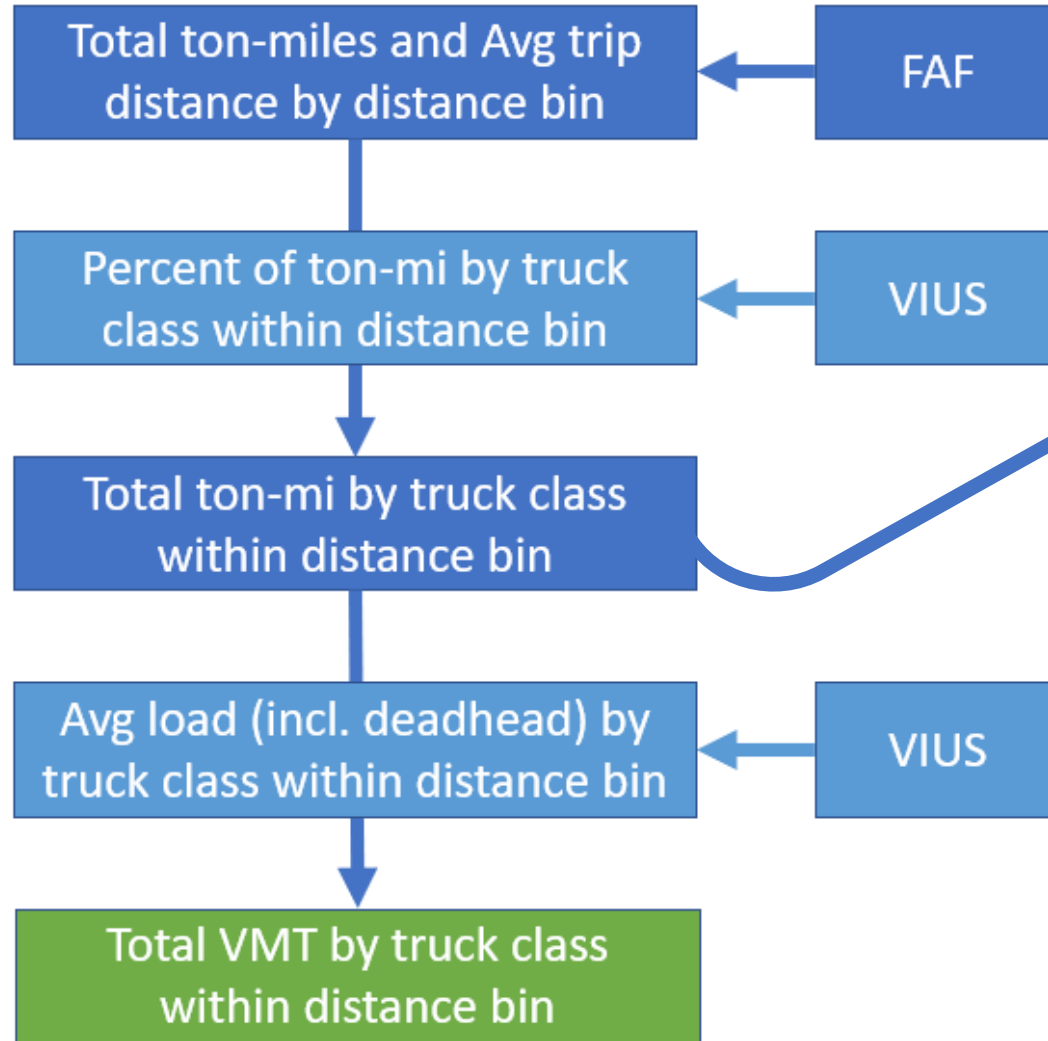 Total ton-miles and Avg trip
distance by distance bin
FAF
Percent of ton-mi by truck
class within distance bin
VIUS
Total ton-mi by truck class
within distance bin
Avg load (incl. deadhead) by
truck class within distance bin
VIUS
Total VMT by truck class
within distance bin